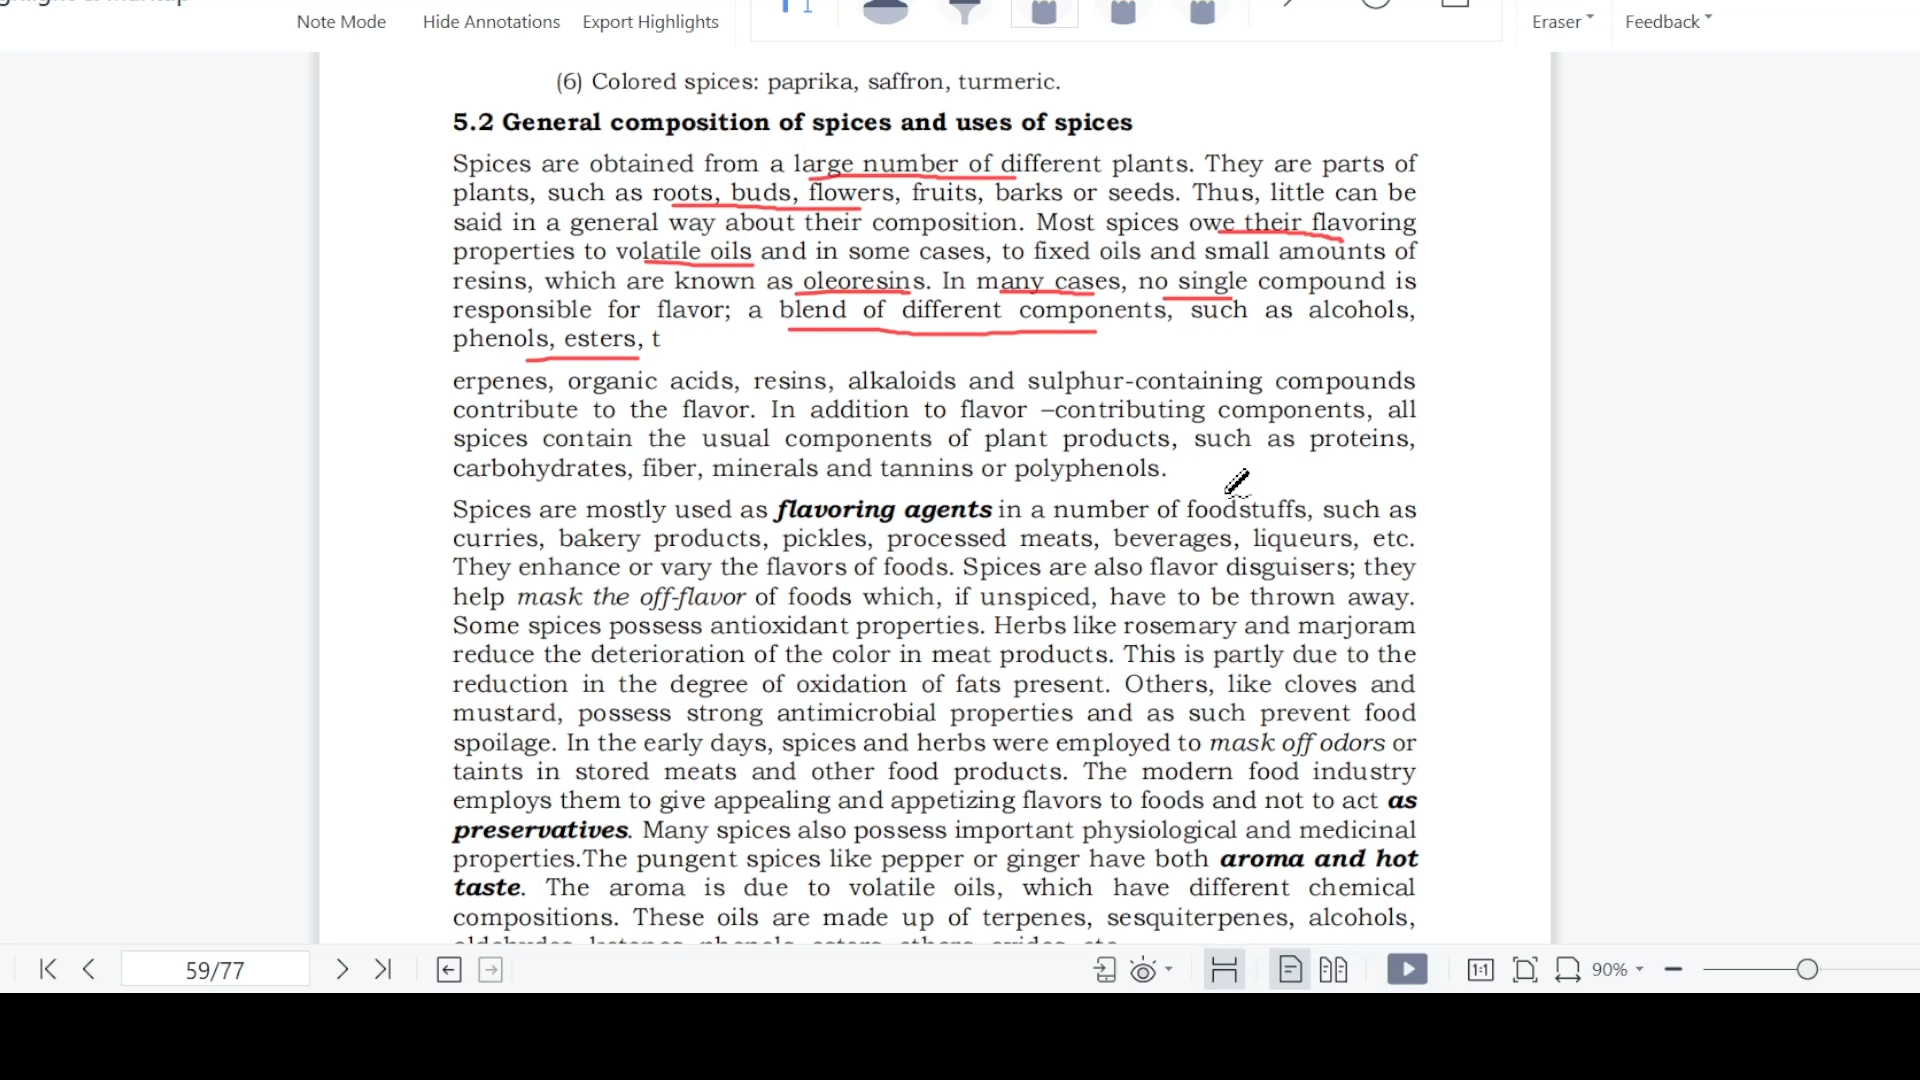 Note Mode Hide Annotations Export Highlights Eraser Feedback
(6) Colored spices: paprika, saffron, turmeric.
5.2 General composition of spices and uses of spices
Spices are obtained from a large number of different plants. They are parts of
plants, such as roots, buds, flowers, fruits, barks or seeds. Thus, little can be
said in a general way about their composition. Most spices owe their flavoring
properties to volatile oils and in some cases, to fixed oils and small amounts of
resins, which are known as oleoresins. In many cases, no single compound is
responsible for flavor; a blend of different components, such as alcohols,
phenols, esters, t
erpenes, organic acids, resins, alkaloids and sulphur-containing compounds
contribute to the flavor. In addition to flavor –contributing components, all
spices contain the usual components of plant products, such as proteins,
carbohydrates, fiber, minerals and tannins or polyphenols.
Spices are mostly used as flavoring agents in a number of foodstuffs, such as
curries, bakery products, pickles, processed meats, beverages, liqueurs, etc.
They enhance or vary the flavors of foods. Spices are also flavor disguisers; they
help mask the off-flavor of foods which, if unspiced, have to be thrown away.
Some spices possess antioxidant properties. Herbs like rosemary and marjoram
reduce the deterioration of the color in meat products. This is partly due to the
reduction in the degree of oxidation of fats present. Others, like cloves and
mustard, possess strong antimicrobial properties and as such prevent food
spoilage. In the early days, spices and herbs were employed to mask off odors or
taints in stored meats and other food products. The modern food industry
employs them to give appealing and appetizing flavors to foods and not to act as
preservatives. Many spices also possess important physiological and medicinal
properties.The pungent spices like pepper or ginger have both aroma and hot
taste. The aroma is due to volatile oils, which have different chemical
compositions. These oils are made up of terpenes, sesquiterpenes, alcohols,
59/77 1:1 90%